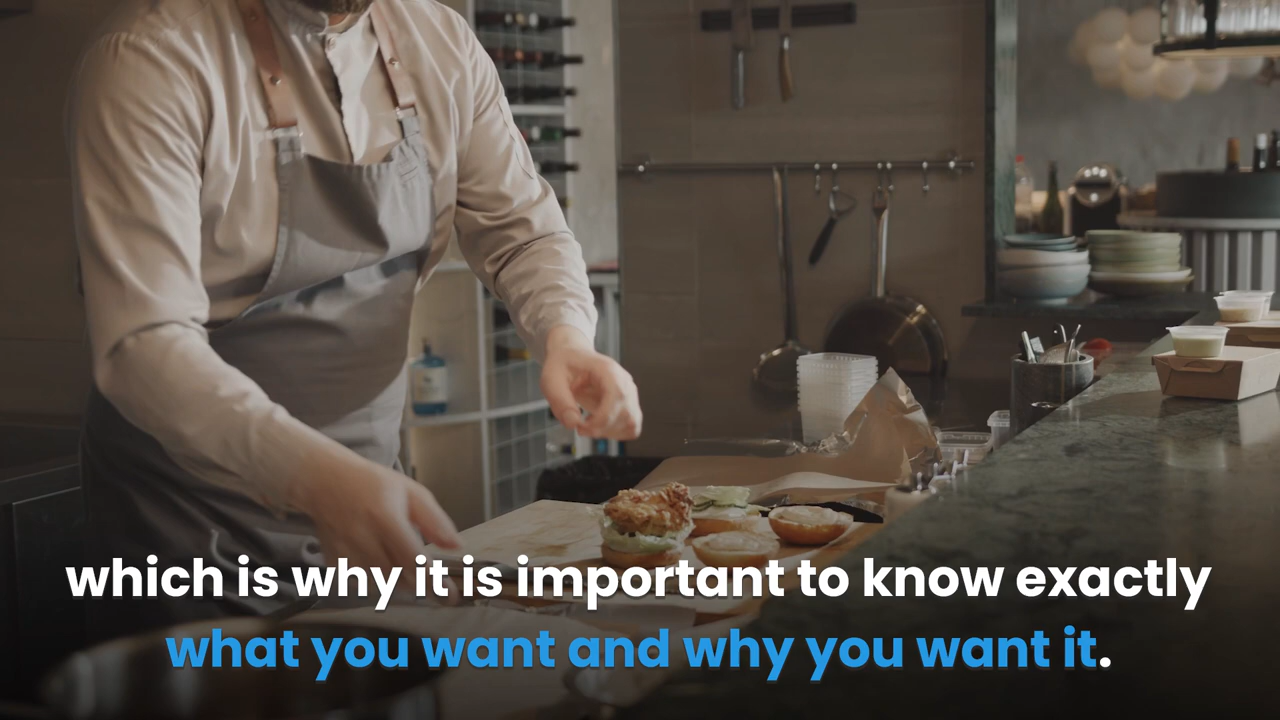 which is why it is important to know exactly
what you want and why you want it.